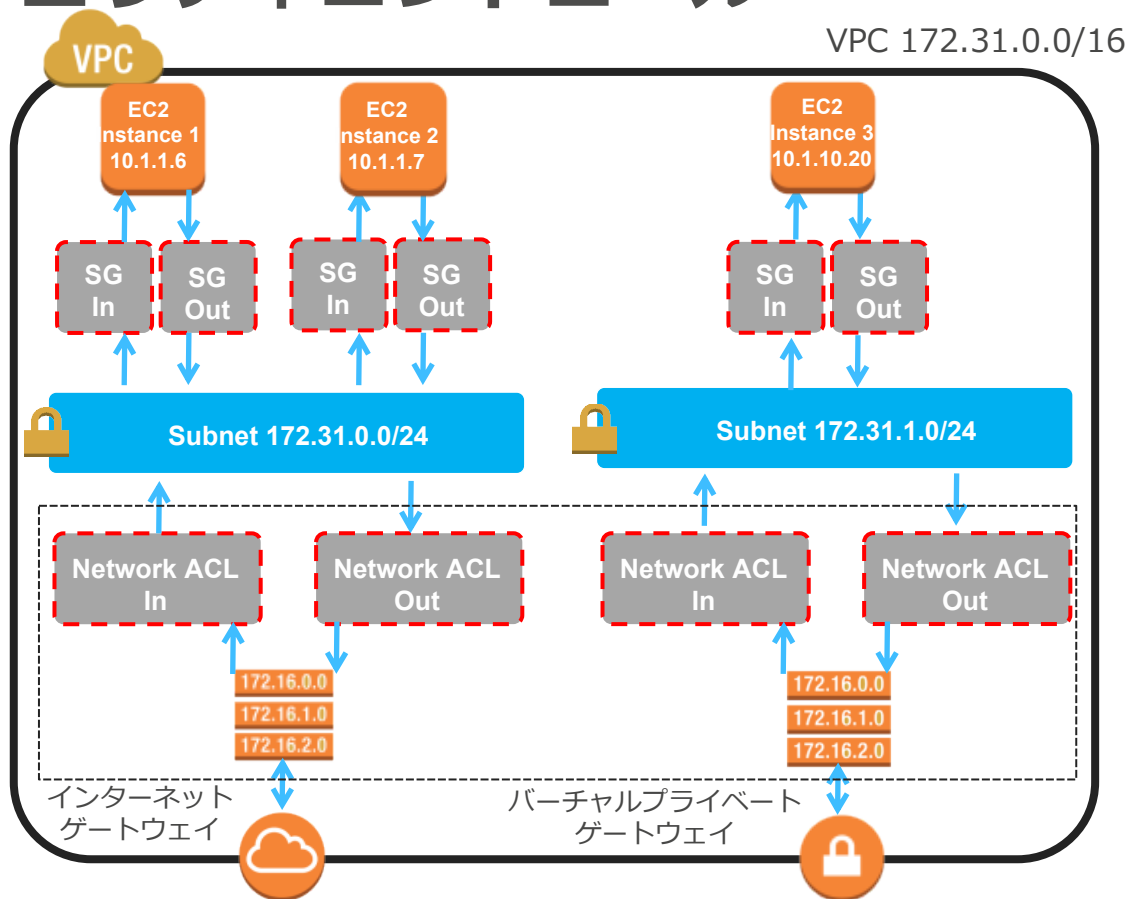 VPC 172.31.0.0/16
VPC
EC2
nstance 1
10.1.1.6
EC2
nstance 2
10.1.1.7
EC2
Instance 3
10.1.10.20
SG
In
SG
Out
SG
In
SG
Out
SG
In
SG
Out
Subnet 172.31.0.0/24
Subnet 172.31.1.0/24
Network ACL
In
Network ACL
Out
Network ACL
In
Network ACL
Out
172.16.0.0
172.16.1.0
172.16.2.0
172.16.0.0
172.16.1.0
172.16.2.0
インターネット
ゲートウェイ
バーチャルプライベート
ゲートウェイ